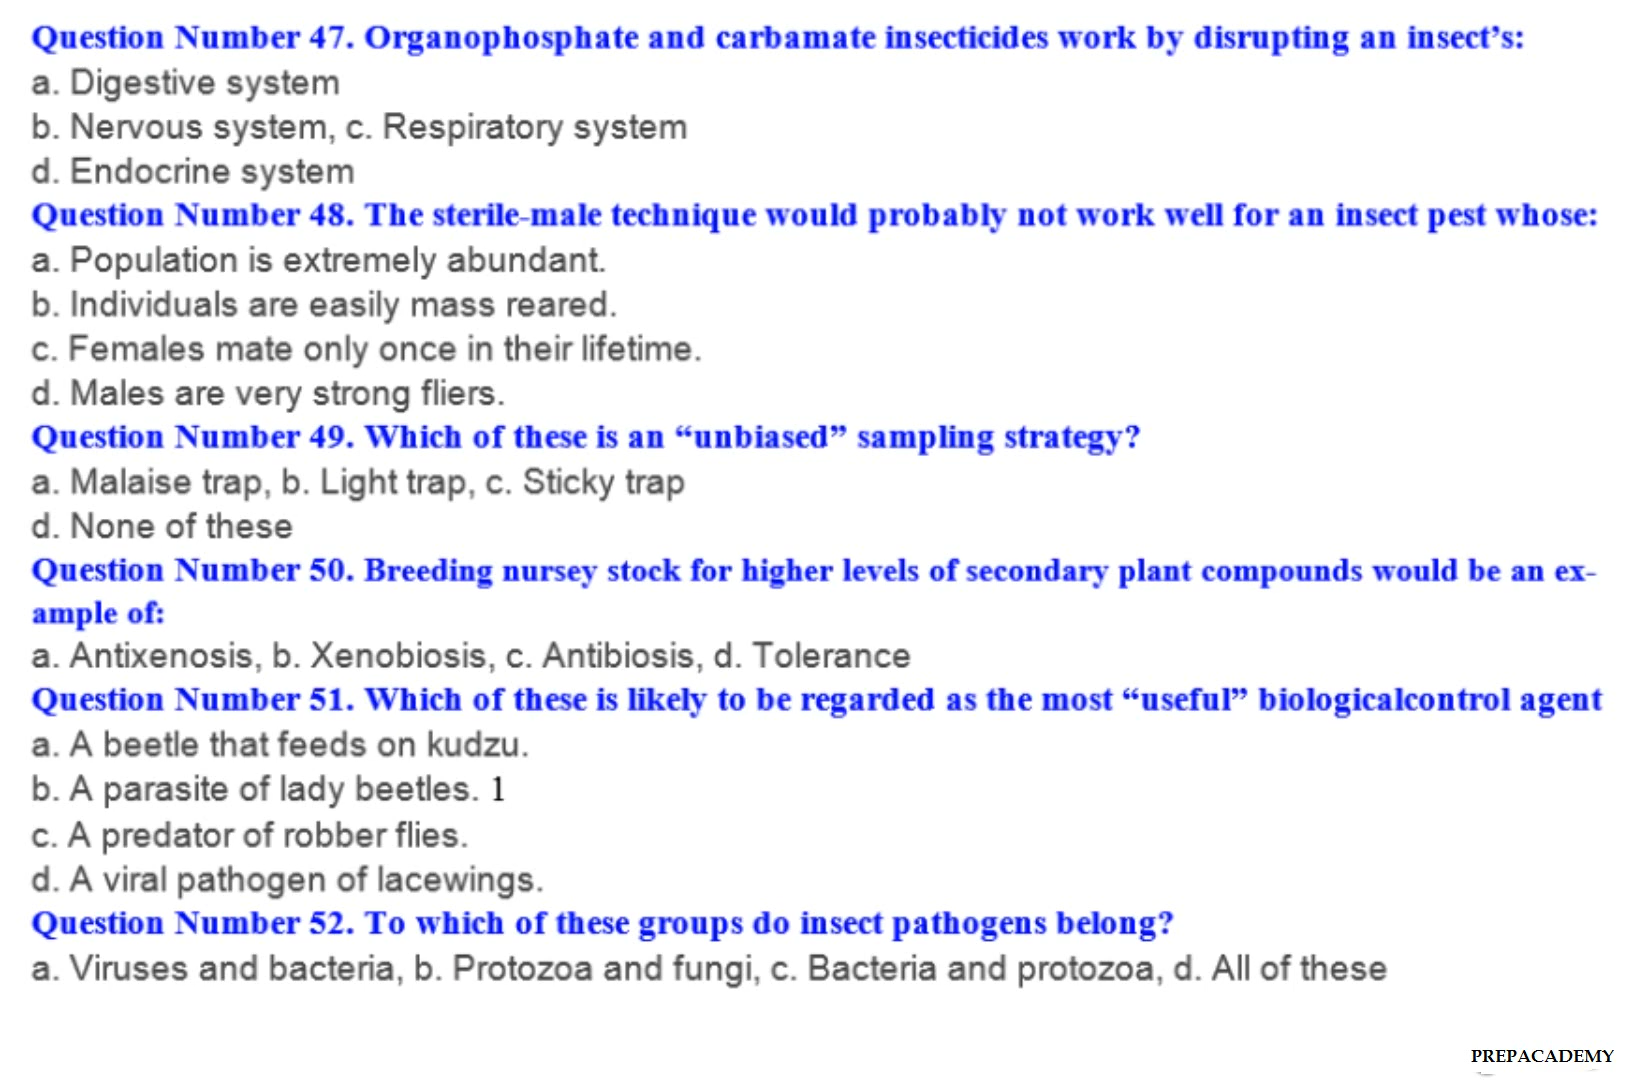 Question Number 47. Organophosphate and carbamate insecticides work by disrupting an insect’s:
a. Digestive system
b. Nervous system, c. Respiratory system
d. Endocrine system
Question Number 48. The sterile-male technique would probably not work well for an insect pest whose:
a. Population is extremely abundant.
b. Individuals are easily mass reared.
c. Females mate only once in their lifetime.
d. Males are very strong fliers.
Question Number 49. Which of these is an “unbiased” sampling strategy?
a. Malaise trap, b. Light trap, c. Sticky trap
d. None of these
Question Number 50. Breeding nursey stock for higher levels of secondary plant compounds would be an ex-
ample of:
a. Antixenosis, b. Xenobiosis, c. Antibiosis, d. Tolerance
Question Number 51. Which of these is likely to be regarded as the most “useful” biologicalcontrol agent
a. A beetle that feeds on kudzu.
b. A parasite of lady beetles. 1
c. A predator of robber flies.
d. A viral pathogen of lacewings.
Question Number 52. To which of these groups do insect pathogens belong?
a. Viruses and bacteria, b. Protozoa and fungi, c. Bacteria and protozoa, d. All of these
PREPACADEMY